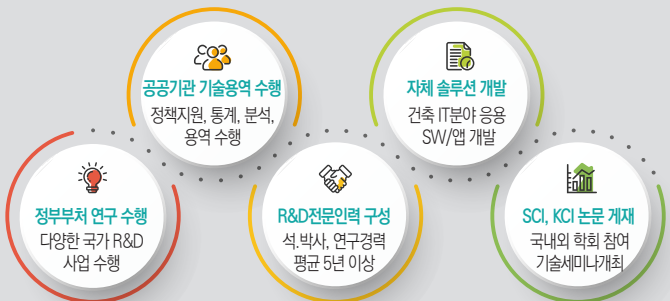 공공기관 기술용역 수행
정책지원, 통계, 분석,
용역 수행
자체 솔루션 개발
건축 IT분야 응용
SW/앱 개발
정부부처 연구 수행
다양한 국가 R&D
사업 수행
R&D전문인력 구성
석.박사, 연구경력
평균 5년 이상
SCI, KCI 논문 게재
국내외 학회 참여
기술세미나개최